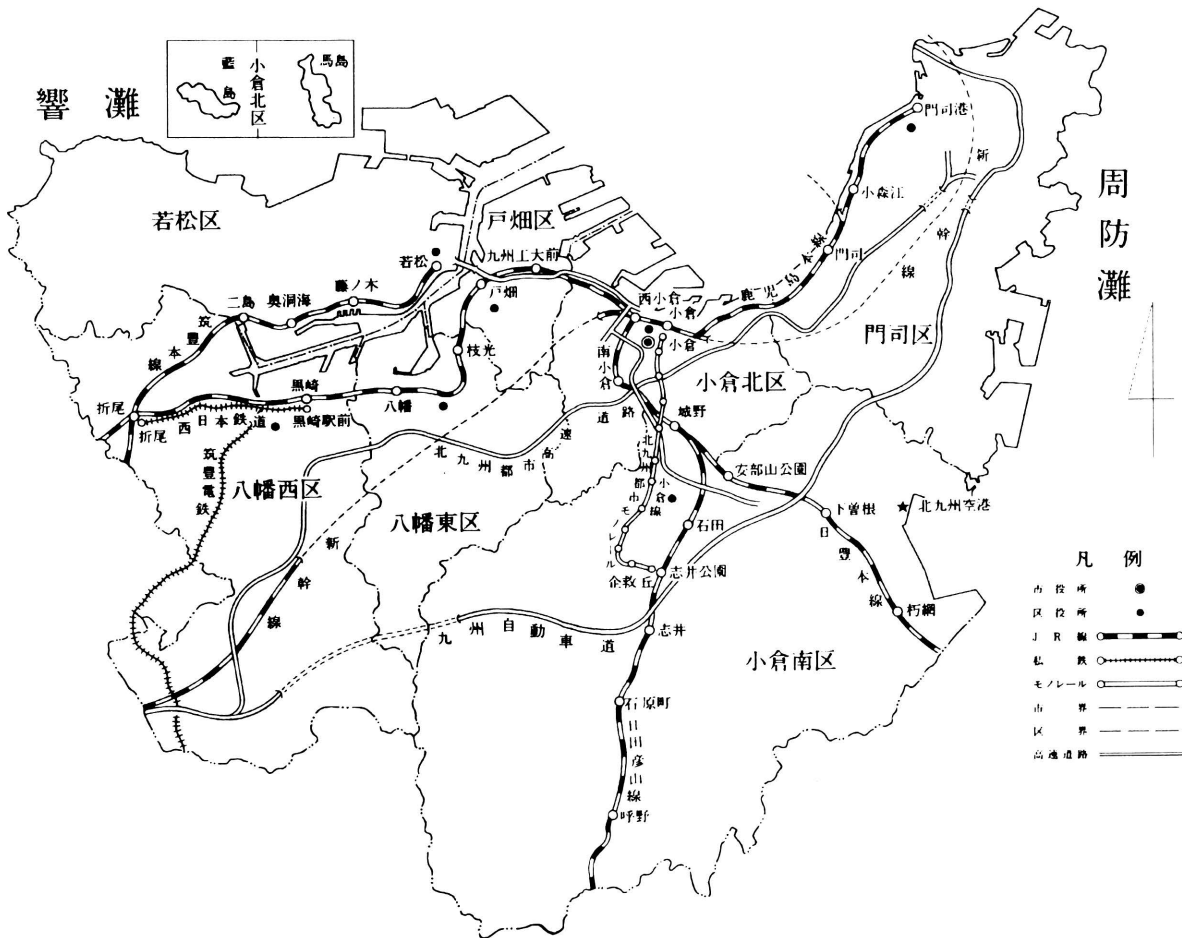 響灘
藍島
小倉北区
馬島
周防灘
若松区
戸畑区
門司区
小倉北区
八幡西区
八幡東区
小倉南区
門司港
小森江
門司
鹿児島本線
新幹線
若松
藤ノ木
奥洞海
二島
筑豊本線
九州工大前
戸畑
枝光
八幡
黒崎
黒崎駅前
折尾
折尾
西日本鉄道
筑豊電鉄
西小倉
小倉
小倉
南小倉
城野
安部山公園
下曽根
日豊本線
朽網
★北九州空港
北九州都市高速道路
北九州都市モノレール
小倉線
企救丘
石田
志井公園
志井
石原町
日田彦山線
呼野
九州自動車道
新幹線
凡例
市役所
区役所
JR線
私鉄
モノレール
市界
区界
高速道路